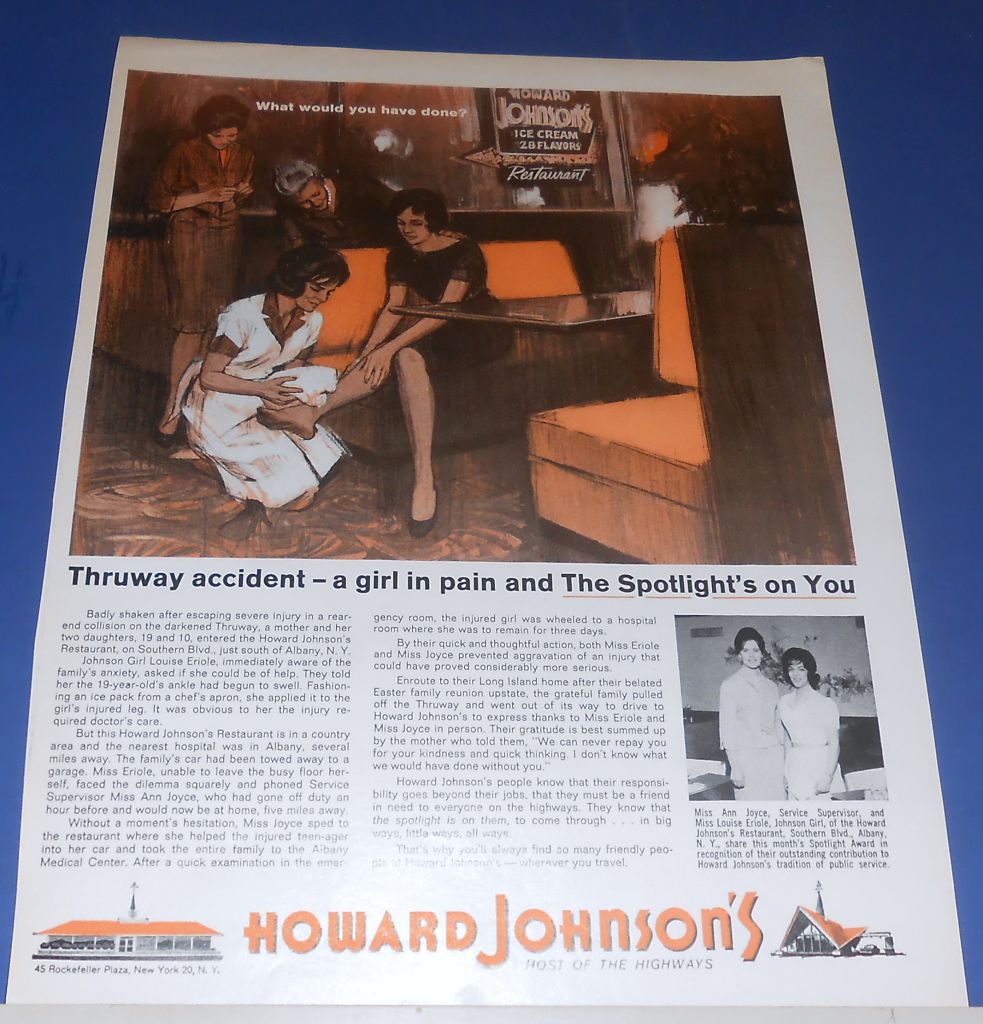 What would you have done?
HOWARD
JOHNSON'S
ICE CREAM
28 FLAVORS
Restaurant
Thruway accident – a girl in pain and The Spotlight's on You
Badly shaken after escaping severe injury in a rear-
end collision on the darkened Thruway, a mother and her
two daughters, 19 and 10, entered the Howard Johnson's
Restaurant, on Southern Blvd., just south of Albany, N. Y.
Johnson Girl Louise Eriole, immediately aware of the
family's anxiety, asked if she could be of help. They told
her the 19-year-old's ankle had begun to swell. Fashion-
ing an ice pack from a chef's apron, she applied it to the
girl's injured leg. It was obvious to her the injury re-
quired doctor's care.
But this Howard Johnson's Restaurant is in a country
area and the nearest hospital was in Albany, several
miles away. The family's car had been towed away to a
garage. Miss Eriole, unable to leave the busy floor her-
self, faced the dilemma squarely and phoned Service
Supervisor Miss Ann Joyce, who had gone off duty an
hour before and would now be at home, five miles away.
Without a moment's hesitation, Miss Joyce sped to
the restaurant where she helped the injured teen-ager
into her car and took the entire family to the Albany
Medical Center. After a quick examination in the emer-
gency room, the injured girl was wheeled to a hospital
room where she was to remain for three days.
By their quick and thoughtful action, both Miss Eriole
and Miss Joyce prevented aggravation of an injury that
could have proved considerably more serious.
Enroute to their Long Island home after their belated
Easter family reunion upstate, the grateful family pulled
off the Thruway and went out of its way to drive to
Howard Johnson's to express thanks to Miss Eriole and
Miss Joyce in person. Their gratitude is best summed up
by the mother who told them, "We can never repay you
for your kindness and quick thinking. I don't know what
we would have done without you."
Howard Johnson's people know that their responsi-
bility goes beyond their jobs, that they must be a friend
in need to everyone on the highways. They know that
the spotlight is on them, to come through . . . in big
ways, little ways, all ways.
That's why you'll always find so many friendly peo-
ple at Howard Johnson's — wherever you travel.
Miss Ann Joyce, Service Supervisor, and
Miss Louise Eriole, Johnson Girl, of the Howard
Johnson's Restaurant, Southern Blvd., Albany,
N. Y., share this month's Spotlight Award in
recognition of their outstanding contribution to
Howard Johnson's tradition of public service.
45 Rockefeller Plaza, New York 20, N. Y.
HOWARD JOHNSON'S
HOST OF THE HIGHWAYS